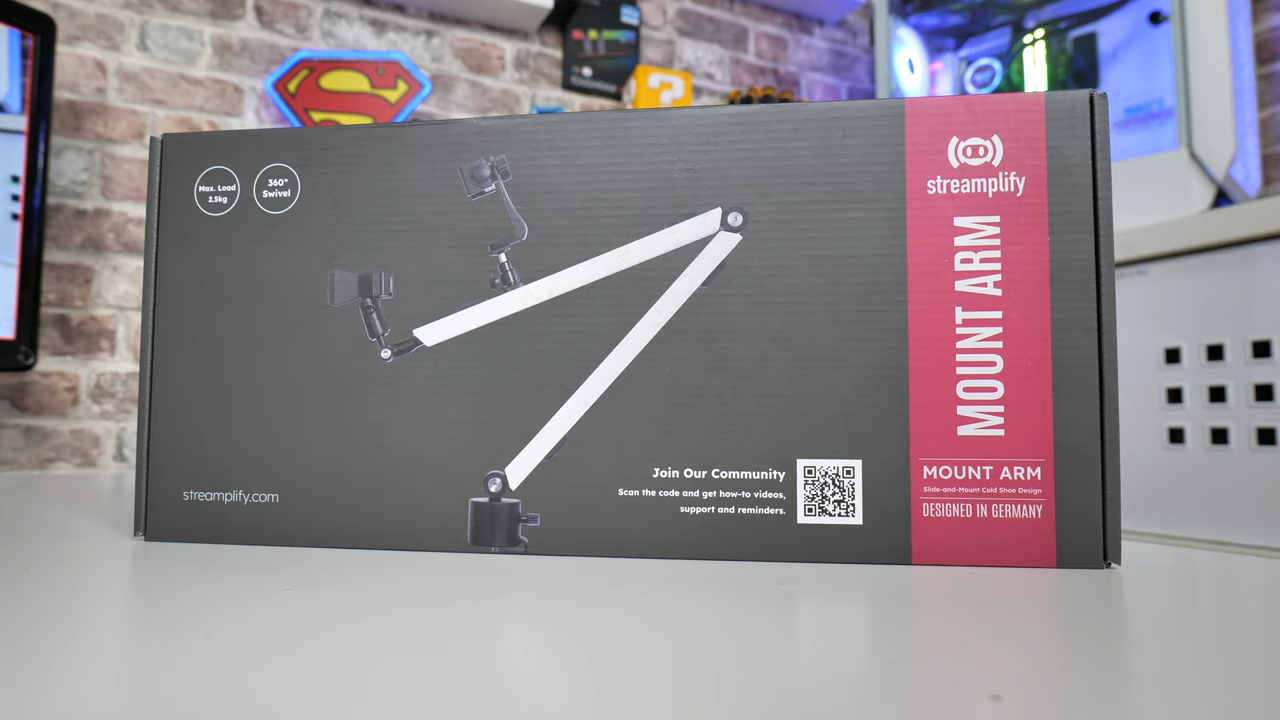 Max. Load
2.5kg
360°
Swivel
streamplify
MOUNT ARM
MOUNT ARM
Slide-and-Mount Cold Shoe Design
DESIGNED IN GERMANY
Join Our Community
Scan the code and get how-to videos,
support and reminders.
streamplify.com